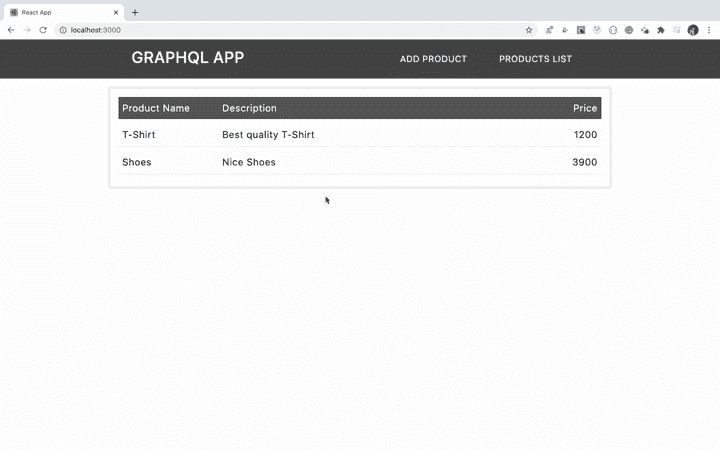 React App
localhost:3000
GRAPHQL APP ADD PRODUCT PRODUCTS LIST
Product Name Description Price
T-Shirt Best quality T-Shirt 1200
Shoes Nice Shoes 3900